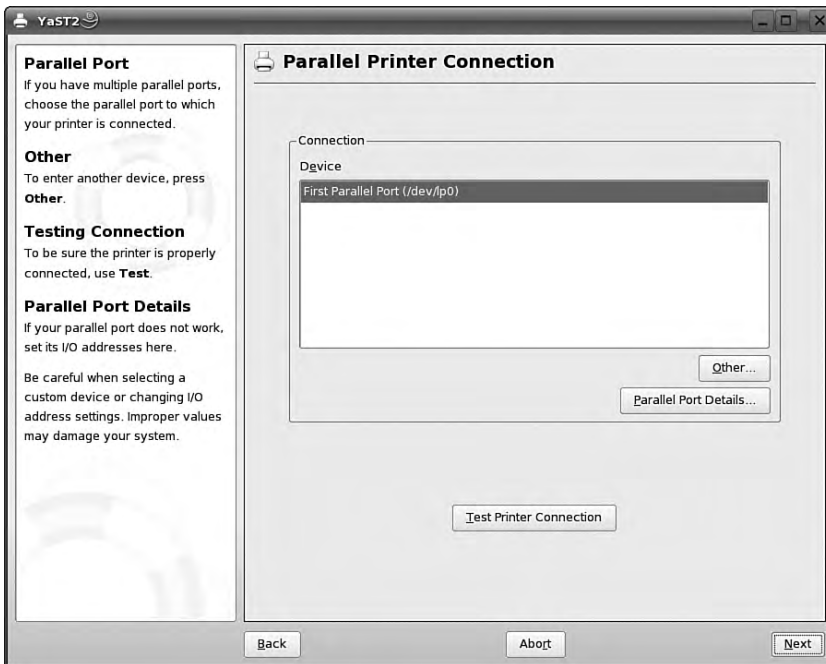 YaST2
Parallel Port
If you have multiple parallel ports,
choose the parallel port to which
your printer is connected.
Other
To enter another device, press
Other.
Testing Connection
To be sure the printer is properly
connected, use Test.
Parallel Port Details
If your parallel port does not work,
set its I/O addresses here.
Be careful when selecting a
custom device or changing I/O
address settings. Improper values
may damage your system.
Parallel Printer Connection
Connection
Device
First Parallel Port (/dev/lp0)
Other...
Parallel Port Details...
Test Printer Connection
Back
Abort
Next